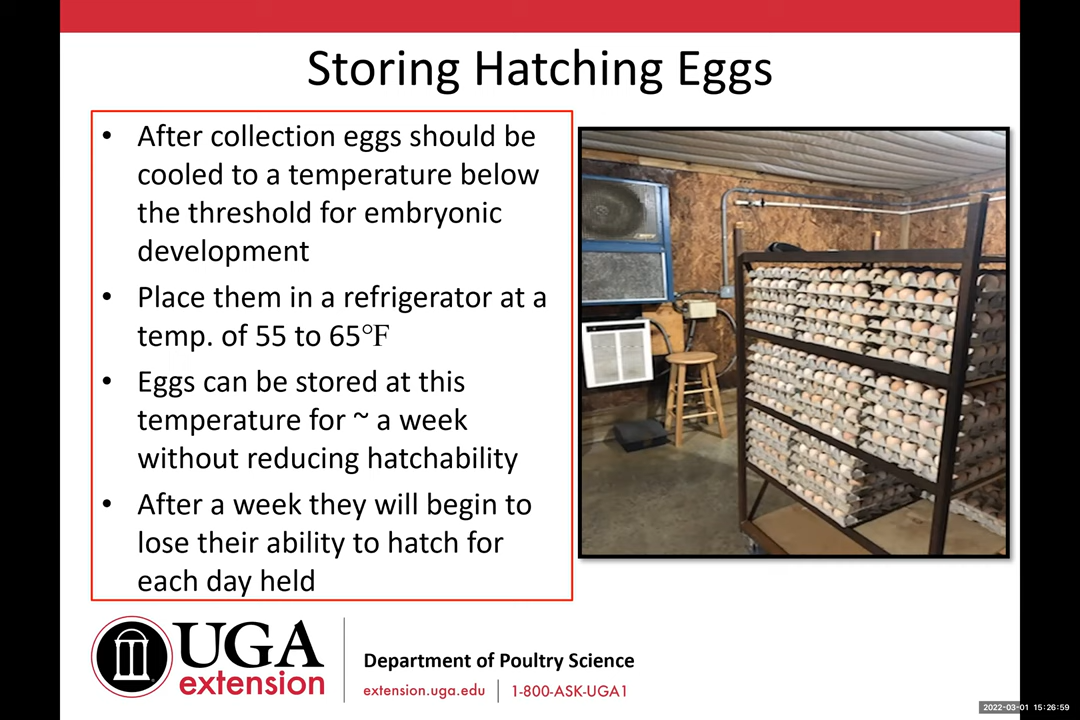 Storing Hatching Eggs
• After collection eggs should be
cooled to a temperature below
the threshold for embryonic
development
• Place them in a refrigerator at a
temp. of 55 to 65°F
• Eggs can be stored at this
temperature for ~ a week
without reducing hatchability
• After a week they will begin to
lose their ability to hatch for
each day held
UGA
extension
Department of Poultry Science
extension.uga.edu | 1-800-ASK-UGA1
2022-03-01 15:26:59